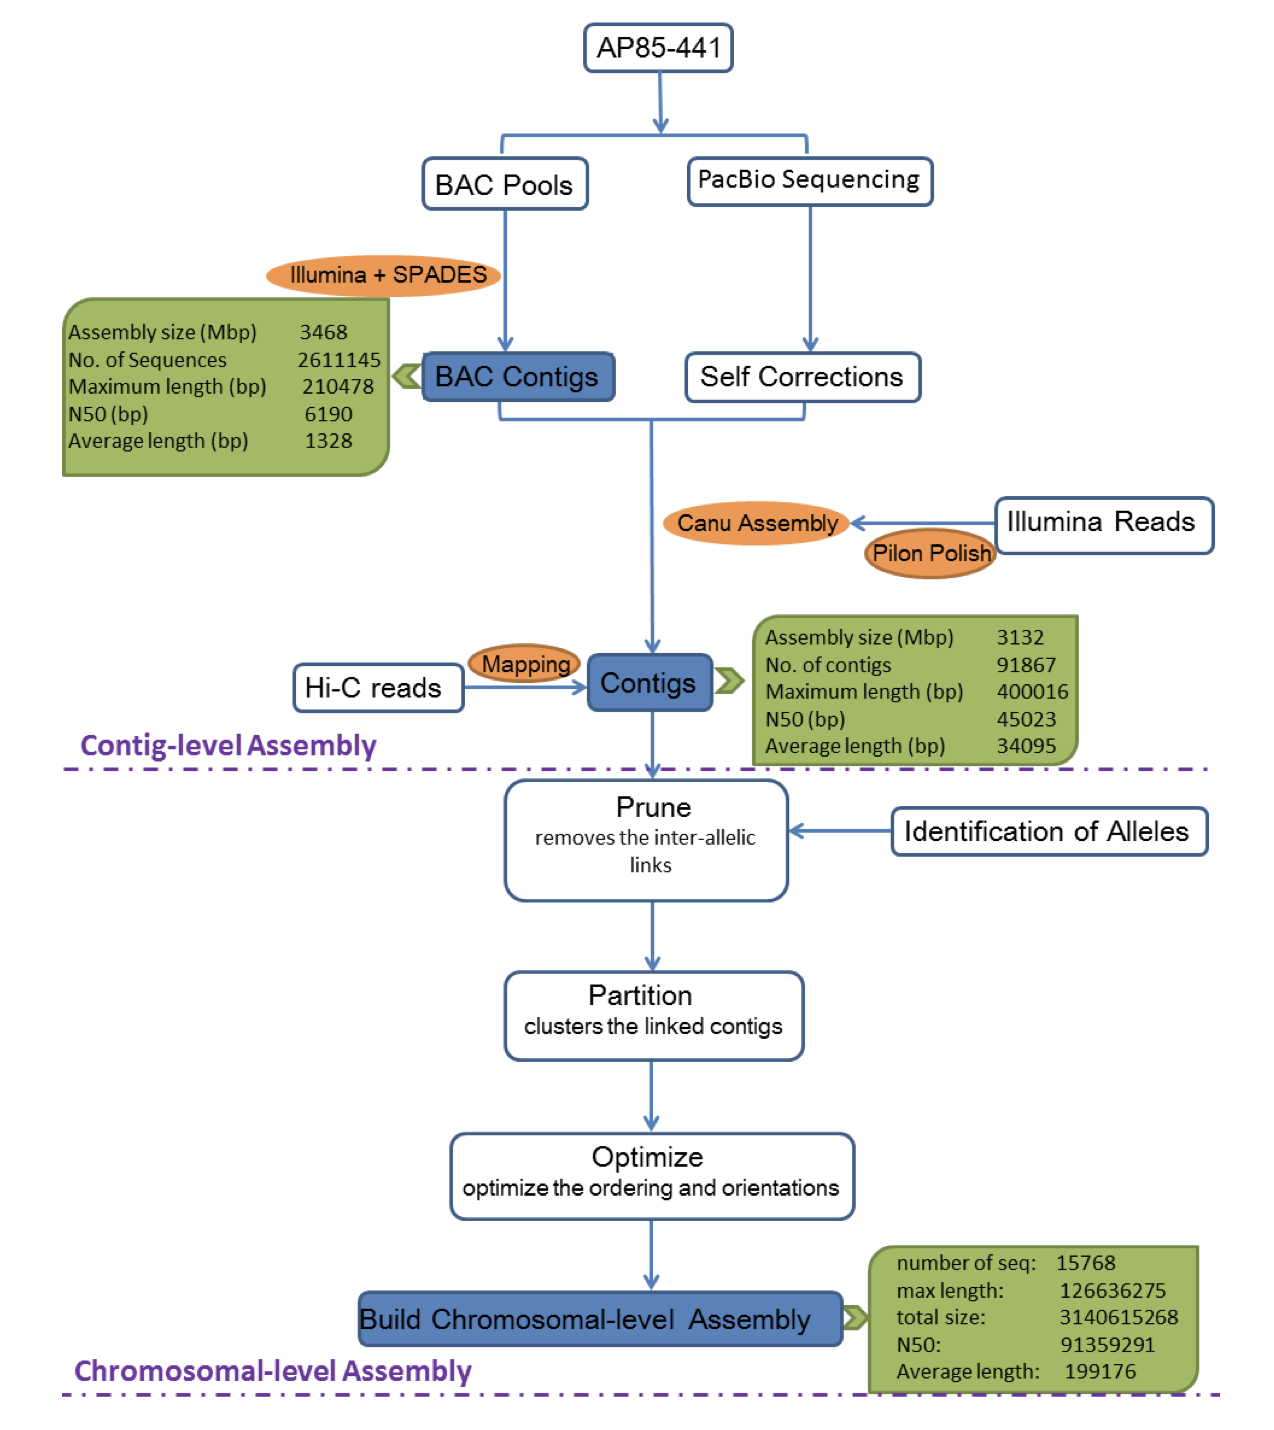 AP85-441
BAC Pools
PacBio Sequencing
Illumina + SPADES
Assembly size (Mbp) 3468
No. of Sequences 2611145
Maximum length (bp) 210478
N50 (bp) 6190
Average length (bp) 1328
BAC Contigs
Self Corrections
Canu Assembly
Illumina Reads
Pilon Polish
Assembly size (Mbp) 3132
No. of contigs 91867
Maximum length (bp) 400016
N50 (bp) 45023
Average length (bp) 34095
Mapping
Hi-C reads
Contigs
Contig-level Assembly
Prune
removes the inter-allelic
links
Identification of Alleles
Partition
clusters the linked contigs
Optimize
optimize the ordering and orientations
Build Chromosomal-level Assembly
number of seq: 15768
max length: 126636275
total size: 3140615268
N50: 91359291
Average length: 199176
Chromosomal-level Assembly